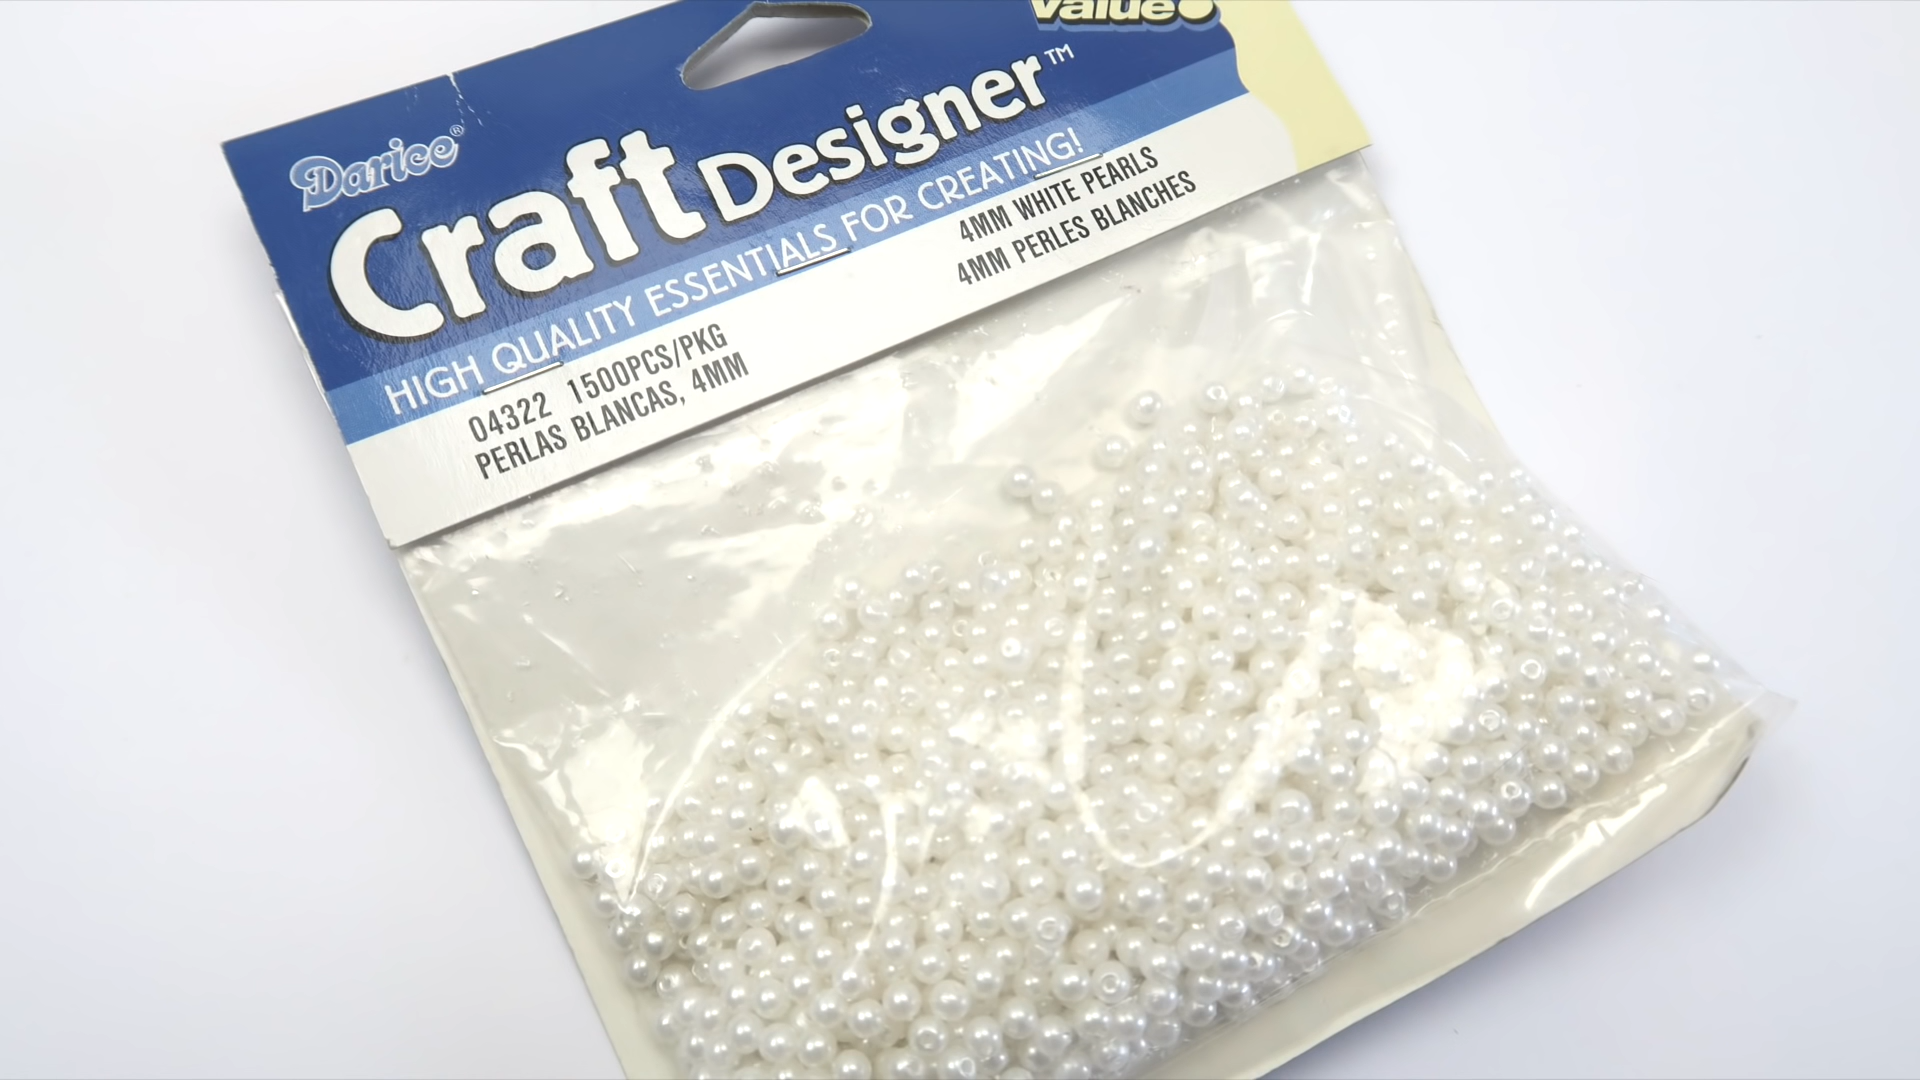 Value!
Darice®
Craft Designer™
HIGH QUALITY ESSENTIALS FOR CREATING!
04322 1500PCS/PKG
PERLAS BLANCAS, 4MM
4MM WHITE PEARLS
4MM PERLES BLANCHES